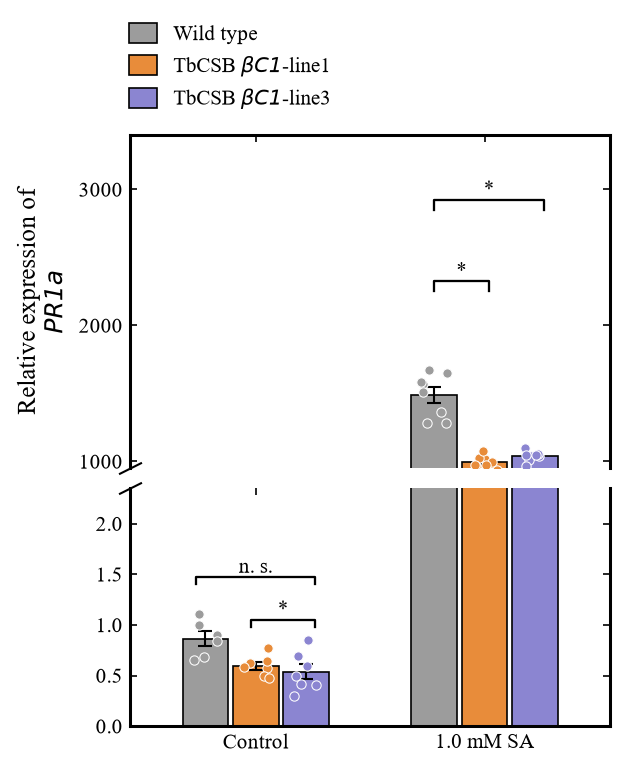 Wild type
TbCSB βC1-line1
TbCSB βC1-line3
Relative expression of
PR1a
3000
2000
1000
2.0
1.5
1.0
0.5
0.0
*
*
n. s.
*
Control
1.0 mM SA